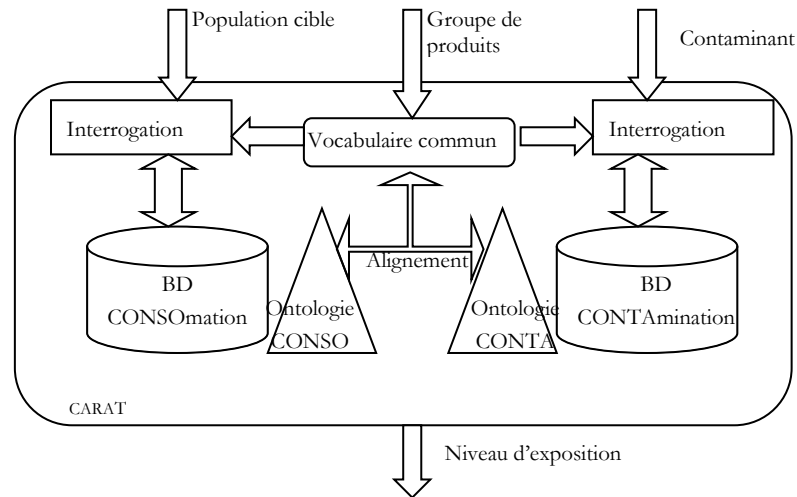 Population cible
Groupe de
produits
Contaminant
Interrogation
Vocabulaire commun
Interrogation
Alignement
BD
CONSOmation
Ontologie
CONSO
Ontologie
CONTA
BD
CONTAmination
CARAT
Niveau d'exposition